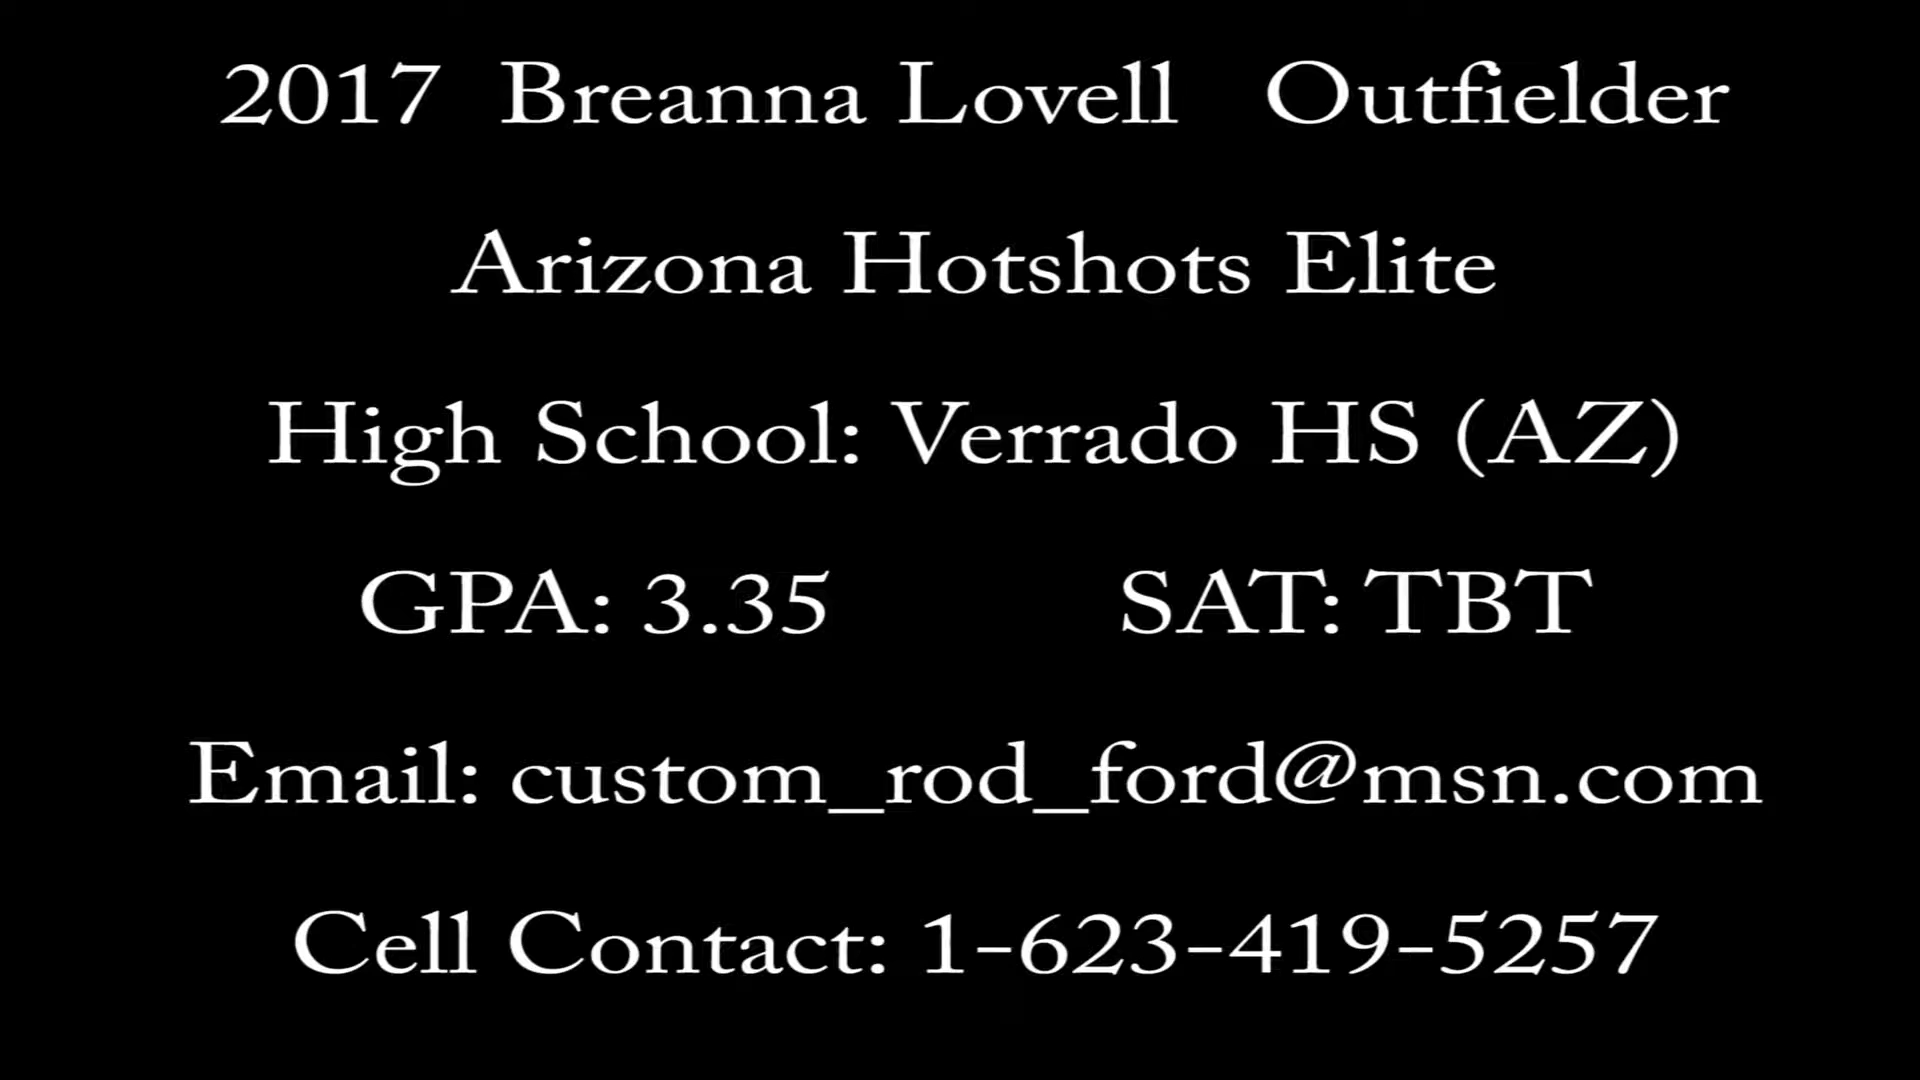 2017 Breanna Lovell Outfielder
Arizona Hotshots Elite
High School: Verrado HS (AZ)
GPA: 3.35 SAT: TBT
Email: custom_rod_ford@msn.com
Cell Contact: 1-623-419-5257